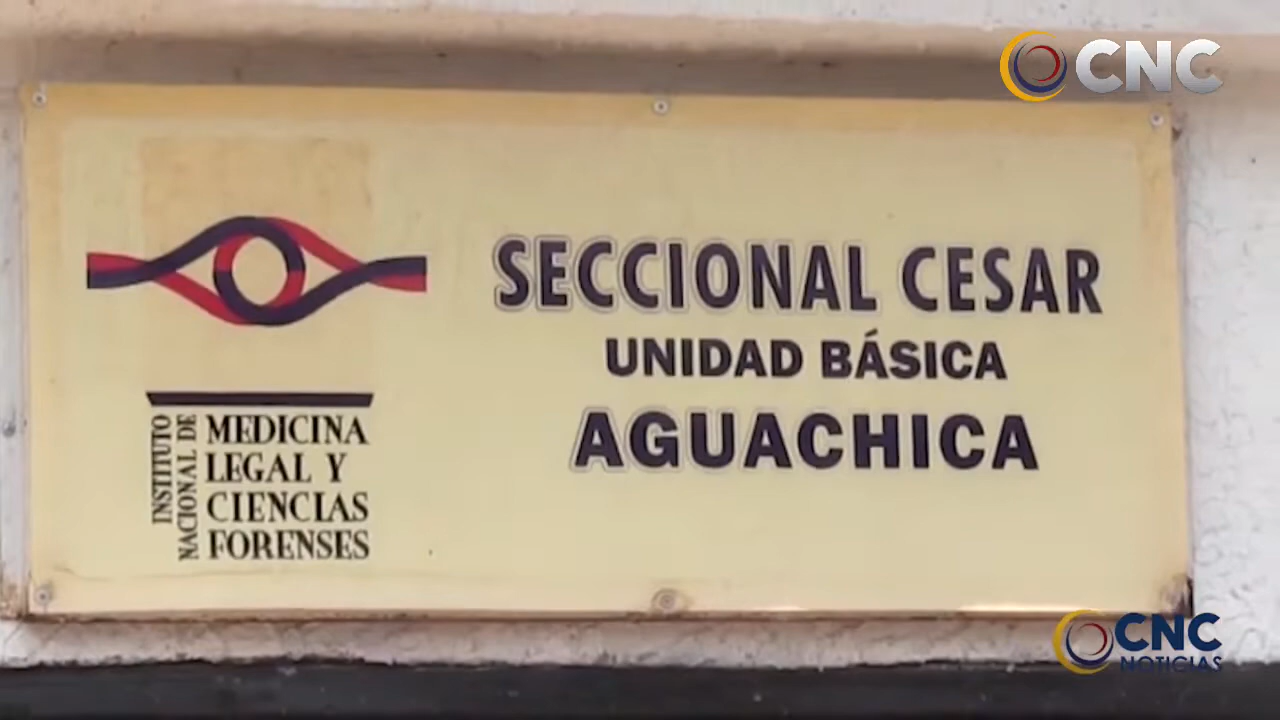 CNC
SECCIONAL CESAR
UNIDAD BÁSICA
AGUACHICA
INSTITUTO
NACIONAL DE
MEDICINA
LEGAL Y
CIENCIAS
FORENSES
CNC
NOTICIAS